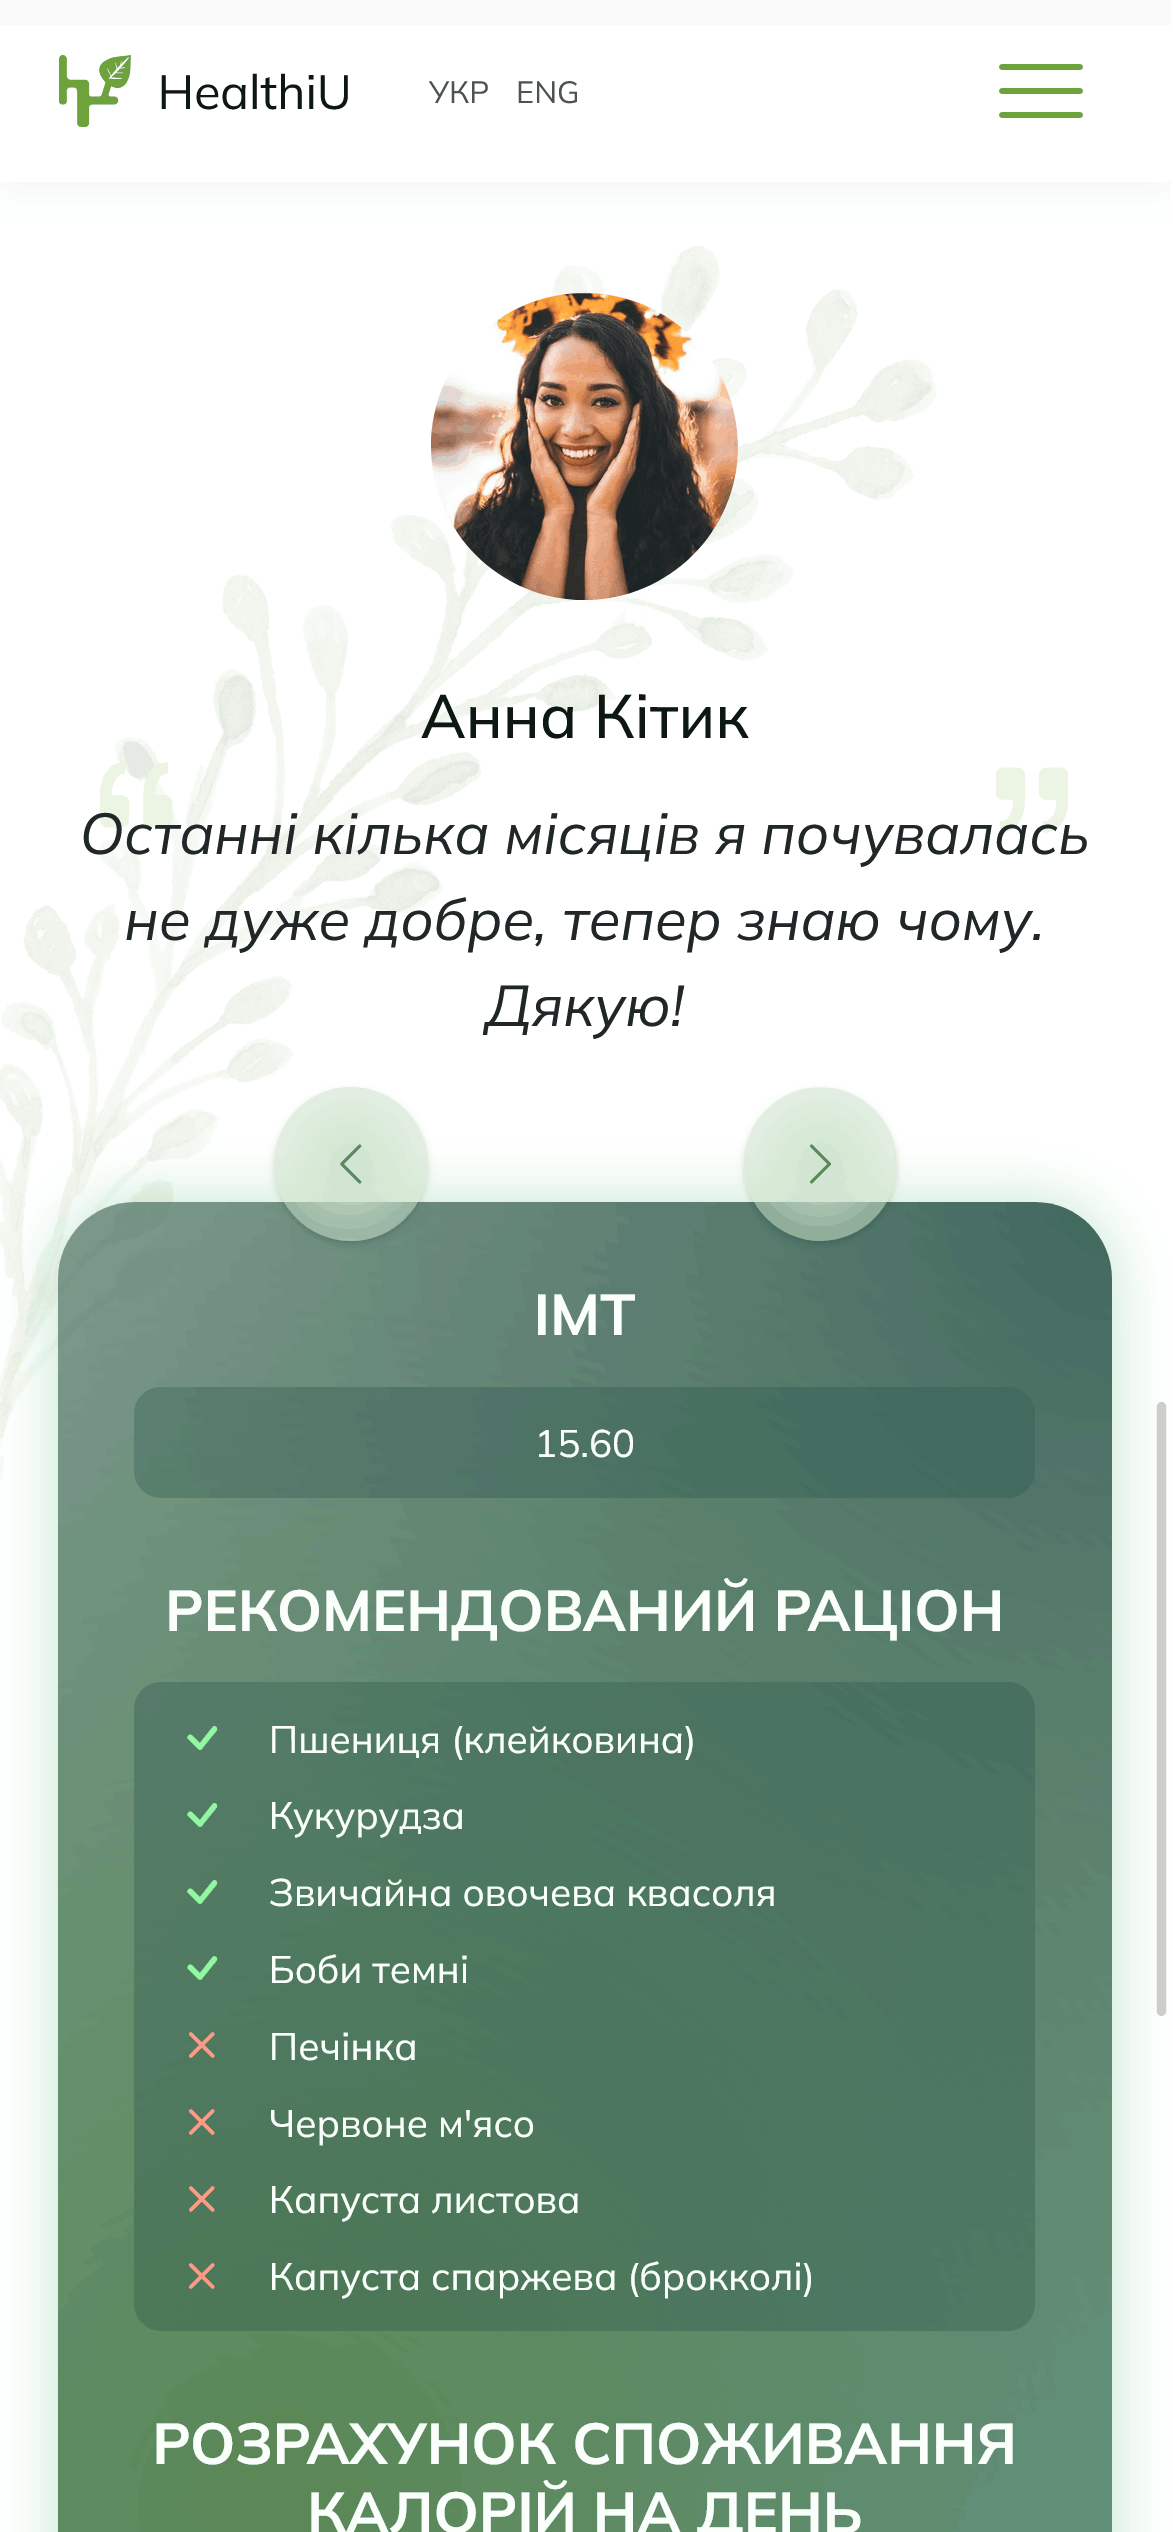 HealthiU
УКР ENG
Анна Кітик
“ ”
Останні кілька місяців я почувалась
не дуже добре, тепер знаю чому.
Дякую!
ІМТ
15.60
РЕКОМЕНДОВАНИЙ РАЦІОН
Пшениця (клейковина)
Кукурудза
Звичайна овочева квасоля
Боби темні
Печінка
Червоне м'ясо
Капуста листова
Капуста спаржева (брокколі)
РОЗРАХУНОК СПОЖИВАННЯ
КАЛОРІЙ НА ДЕНЬ